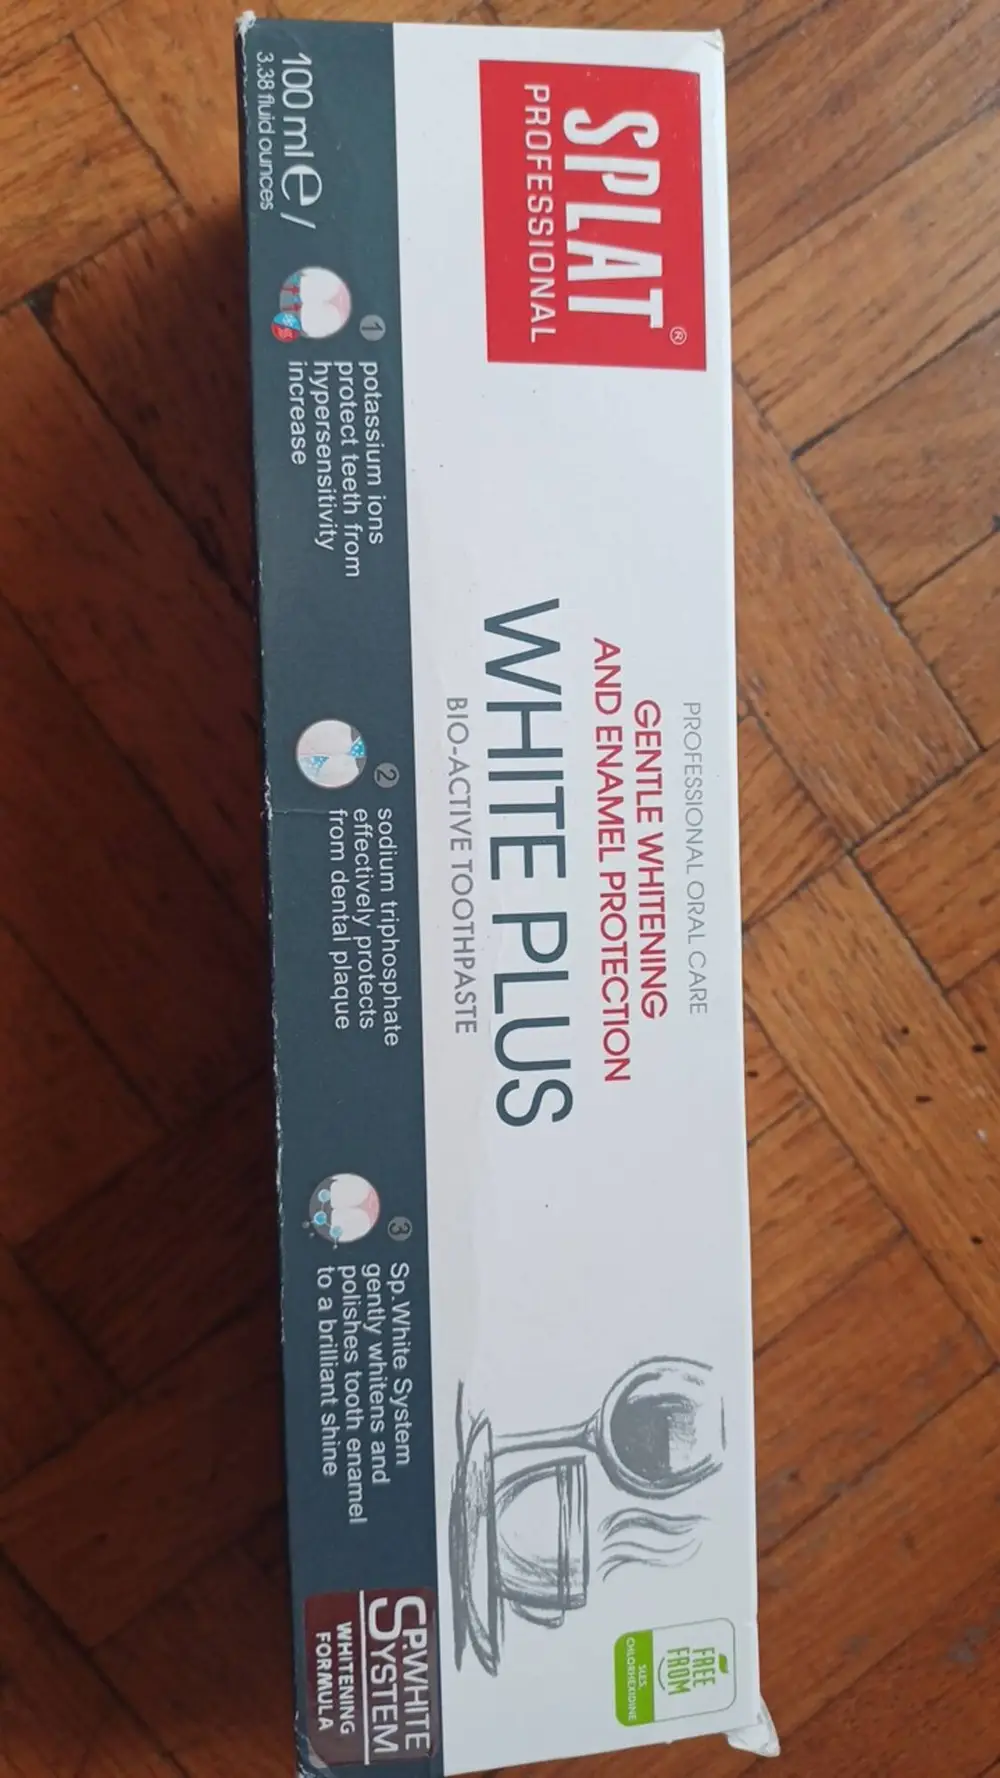 SPLAT®
PROFESSIONAL
PROFESSIONAL ORAL CARE
GENTLE WHITENING
AND ENAMEL PROTECTION
WHITE PLUS
BIO-ACTIVE TOOTHPASTE
FREE
FROM
SLES,
CHLORHEXIDINE
100 ml e /
3.38 fluid ounces
1 potassium ions
protect teeth from
hypersensitivity
increase
2 sodium triphosphate
effectively protects
from dental plaque
3 Sp.White System
gently whitens and
polishes tooth enamel
to a brilliant shine
SP.WHITE
SYSTEM
WHITENING
FORMULA